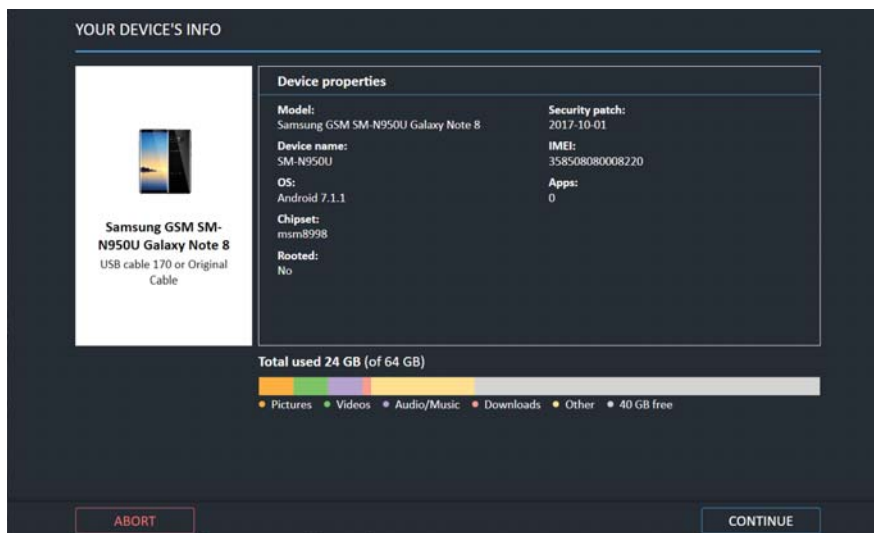 YOUR DEVICE'S INFO
Samsung GSM SM-
N950U Galaxy Note 8
USB cable 170 or Original
Cable
Device properties
Model:
Samsung GSM SM-N950U Galaxy Note 8
Device name:
SM-N950U
OS:
Android 7.1.1
Chipset:
msm8998
Rooted:
No
Security patch:
2017-10-01
IMEI:
358508080008220
Apps:
0
Total used 24 GB (of 64 GB)
Pictures Videos Audio/Music Downloads Other 40 GB free
ABORT CONTINUE